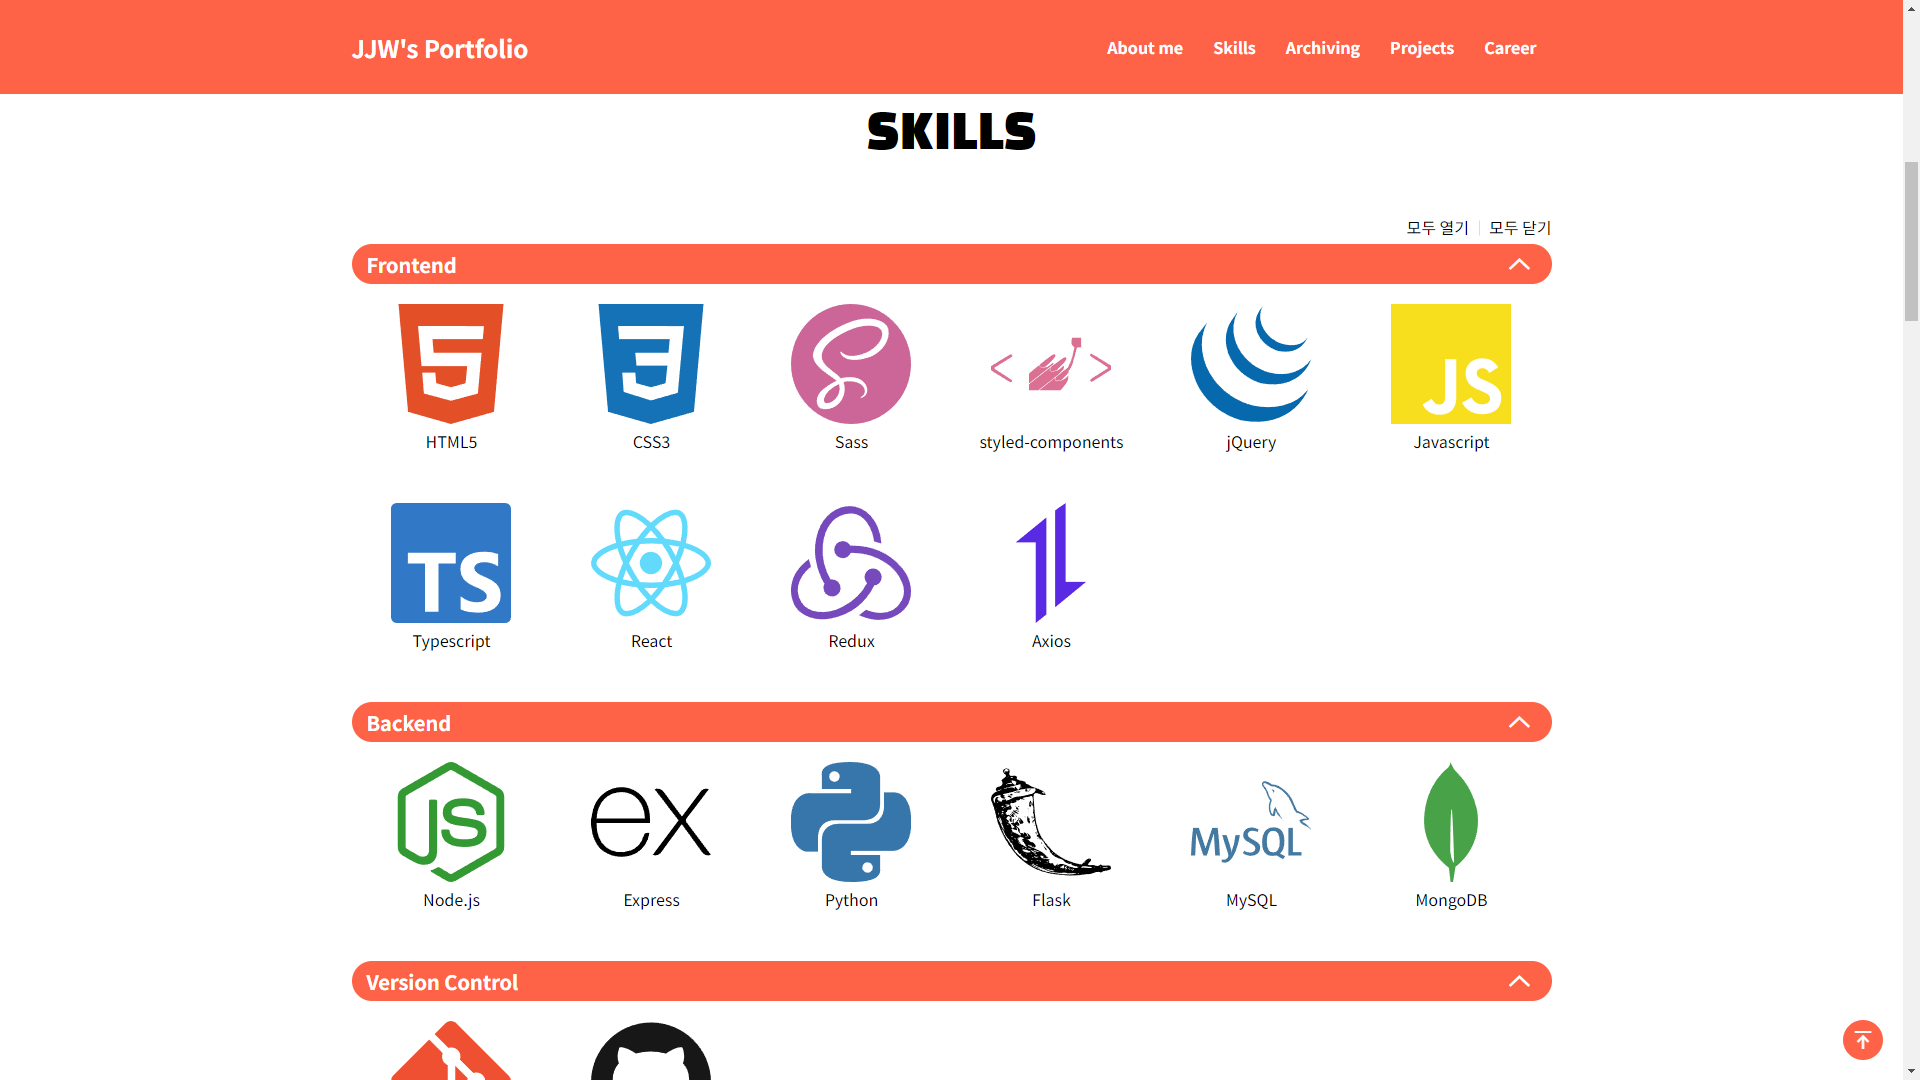 JJW's Portfolio
About me Skills Archiving Projects Career
SKILLS
모두 열기 모두 닫기
Frontend
JS
HTML5 CSS3 Sass styled-components jQuery Javascript
TS
Typescript React Redux Axios
Backend
JS ex MySQL
Node.js Express Python Flask MySQL MongoDB
Version Control